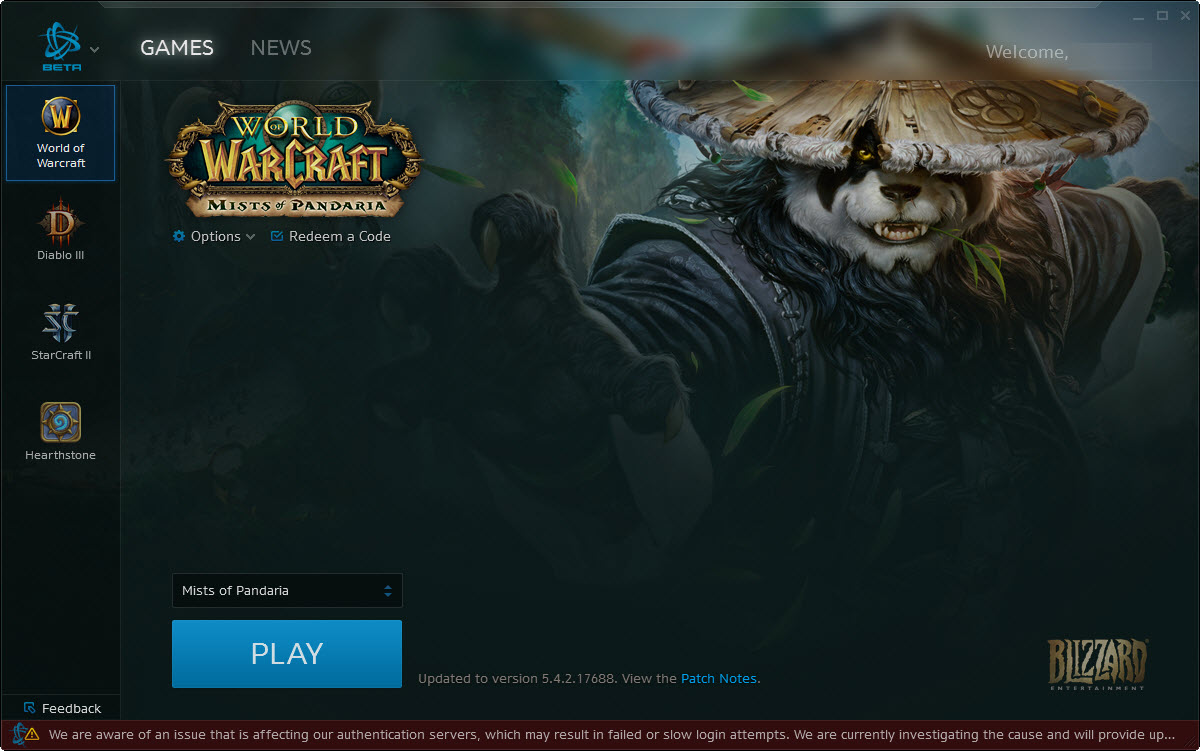 BETA
GAMES
NEWS
Welcome,
World of
Warcraft
Diablo III
StarCraft II
Hearthstone
WORLD
OF
WARCRAFT
MISTS of PANDARIA
Options
Redeem a Code
Mists of Pandaria
PLAY
Updated to version 5.4.2.17688. View the Patch Notes.
BLIZZARD
ENTERTAINMENT
Feedback
We are aware of an issue that is affecting our authentication servers, which may result in failed or slow login attempts. We are currently investigating the cause and will provide up...